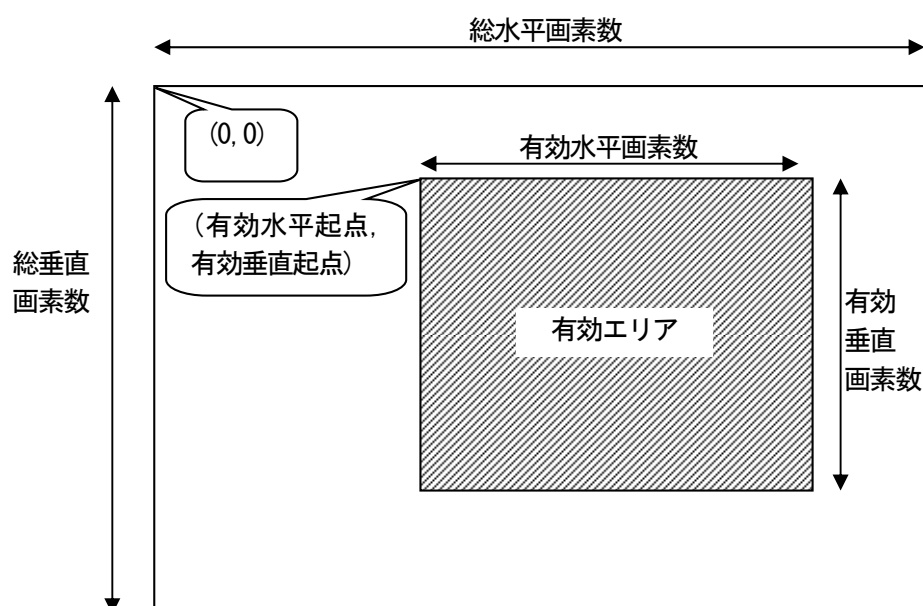 総水平画素数
(0,0)
有効水平画素数
(有効水平起点,
有効垂直起点)
総垂直
画素数
有効エリア
有効
垂直
画素数